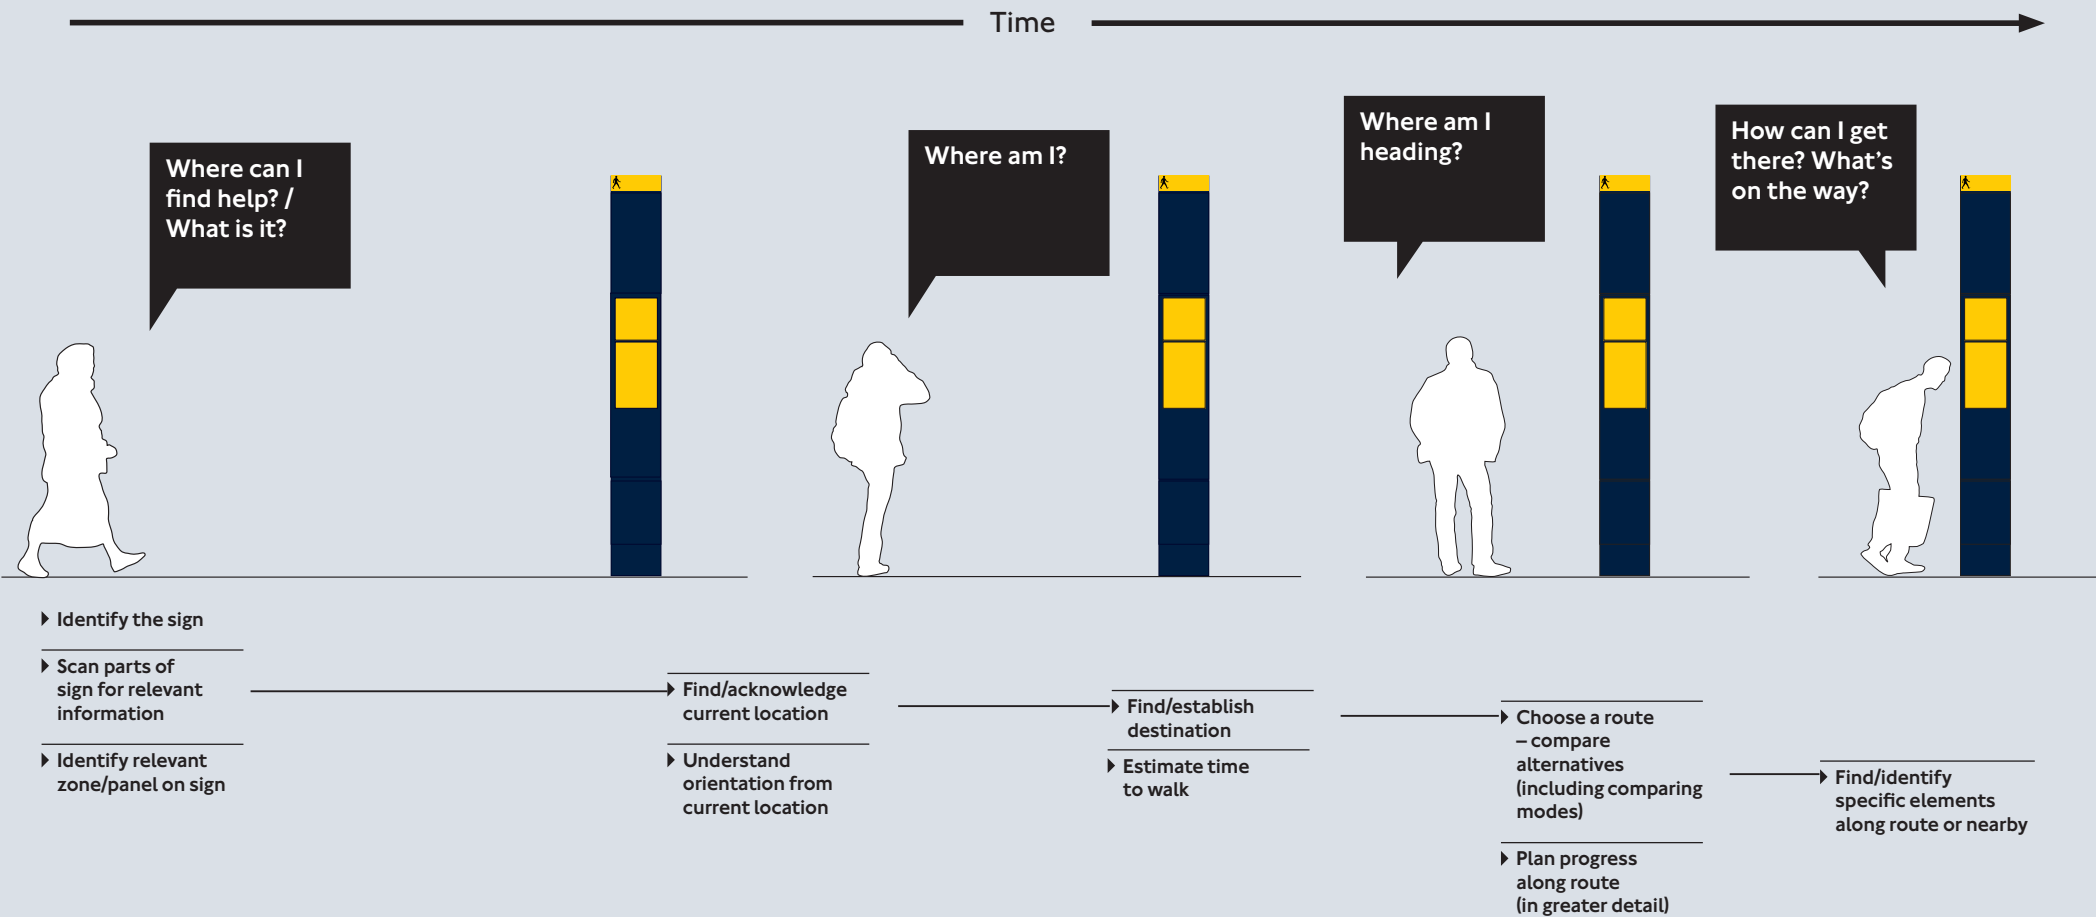 Time
Where can I
find help? /
What is it?
Where am I?
Where am I
heading?
How can I get
there? What’s
on the way?
Identify the sign
Scan parts of
sign for relevant
information
Identify relevant
zone/panel on sign
Find/acknowledge
current location
Understand
orientation from
current location
Find/establish
destination
Estimate time
to walk
Choose a route
– compare
alternatives
(including comparing
modes)
Plan progress
along route
(in greater detail)
Find/identify
specific elements
along route or nearby